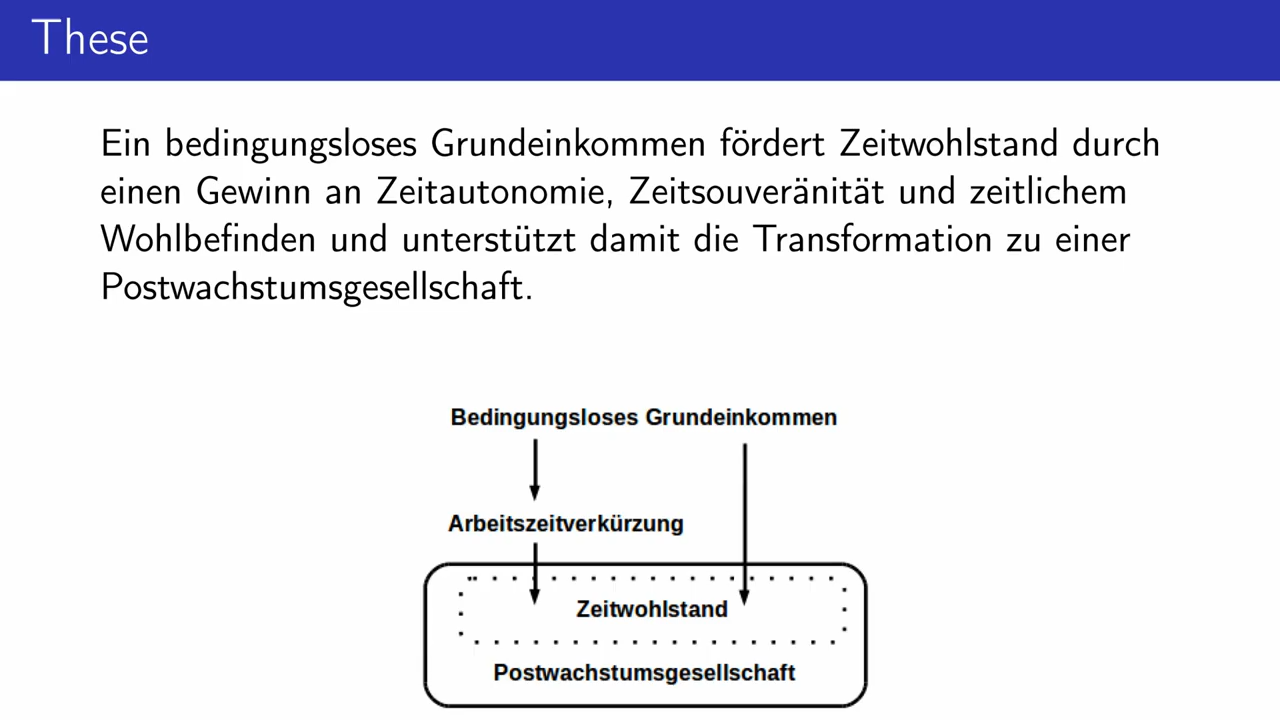 These
Ein bedingungsloses Grundeinkommen fördert Zeitwohlstand durch
einen Gewinn an Zeitautonomie, Zeitsouveränität und zeitlichem
Wohlbefinden und unterstützt damit die Transformation zu einer
Postwachstumsgesellschaft.
Bedingungsloses Grundeinkommen
Arbeitszeitverkürzung
Zeitwohlstand
Postwachstumsgesellschaft